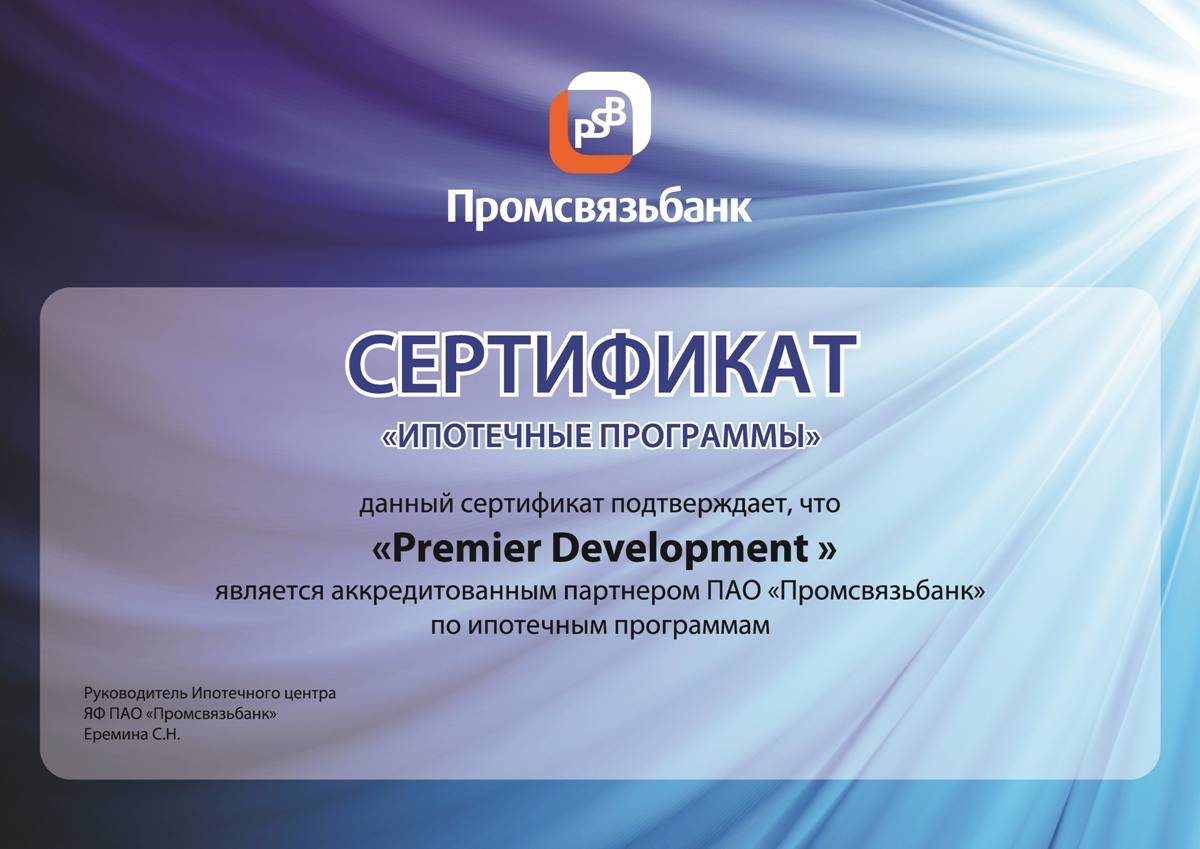 PSB
Промсвязьбанк
СЕРТИФИКАТ
«ИПОТЕЧНЫЕ ПРОГРАММЫ»
данный сертификат подтверждает, что
«Premier Development »
является аккредитованным партнером ПАО «Промсвязьбанк»
по ипотечным программам
Руководитель Ипотечного центра
ЯФ ПАО «Промсвязьбанк»
Еремина С.Н.